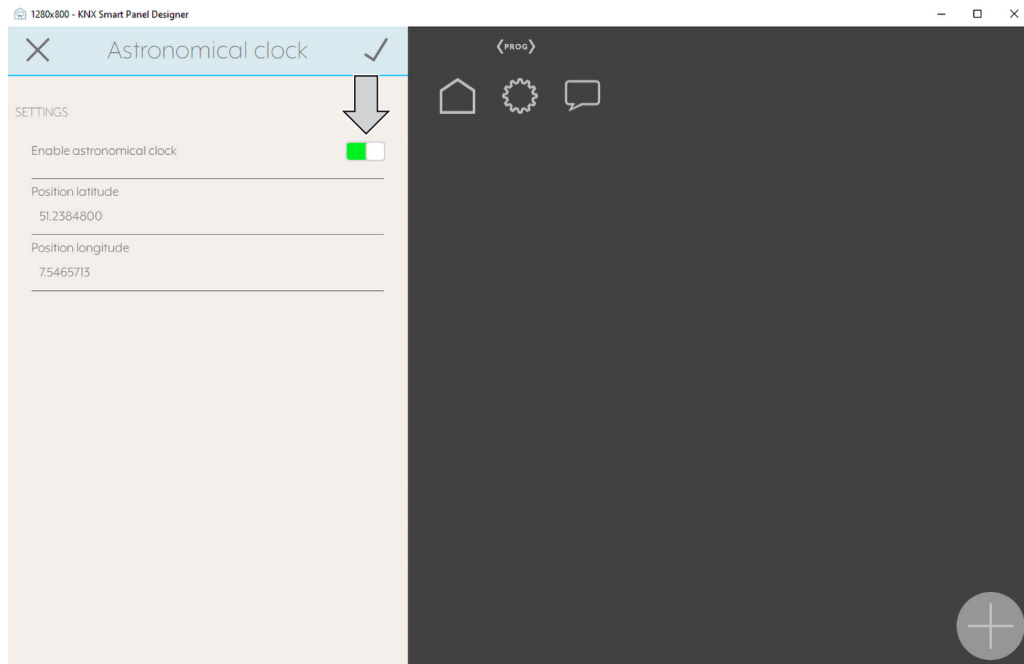 1280x800 - KNX Smart Panel Designer
Astronomical clock
⟨PROG⟩
SETTINGS
Enable astronomical clock
Position latitude
51.2384800
Position longitude
7.5465713